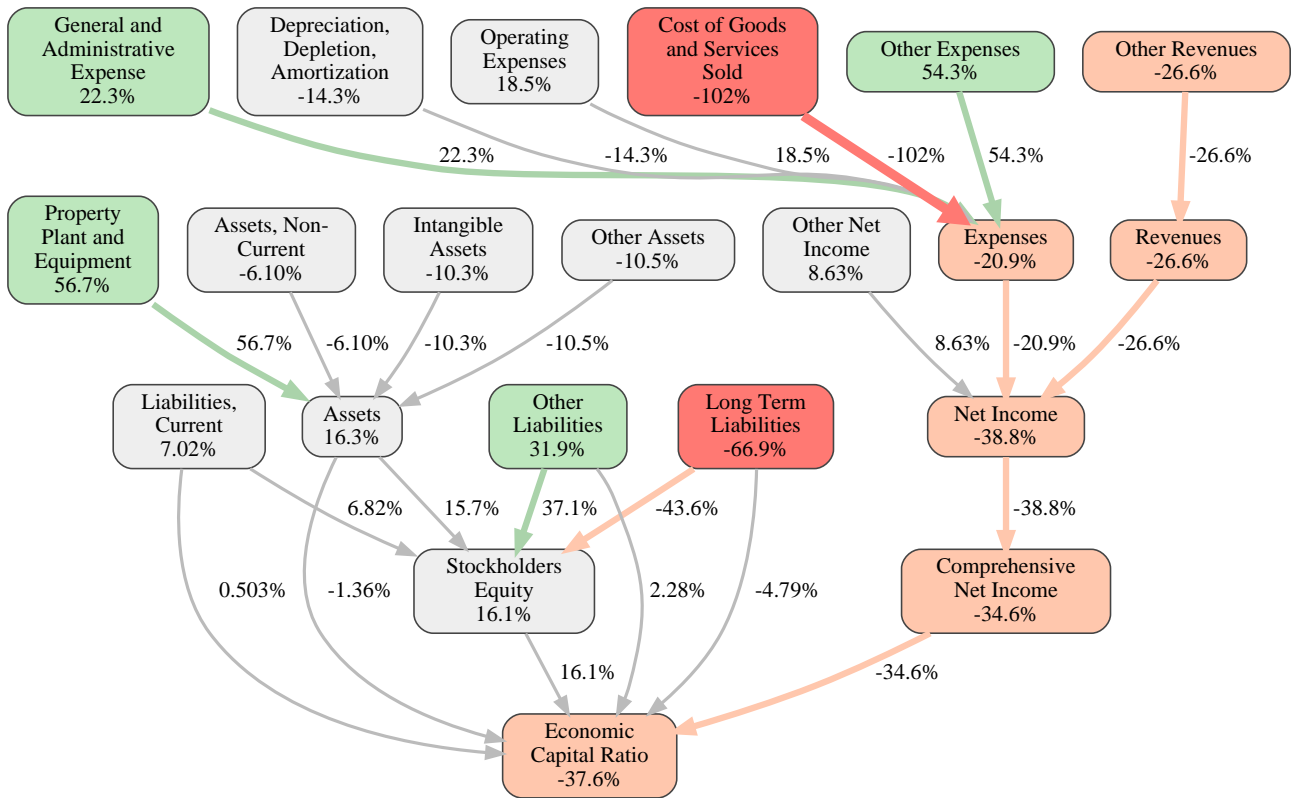 General and
Administrative
Expense
22.3%
Depreciation,
Depletion,
Amortization
-14.3%
Operating
Expenses
18.5%
Cost of Goods
and Services
Sold
-102%
Other Expenses
54.3%
Other Revenues
-26.6%
22.3%
-14.3%
18.5%
-102%
54.3%
-26.6%
Property
Plant and
Equipment
56.7%
Assets, Non-
Current
-6.10%
Intangible
Assets
-10.3%
Other Assets
-10.5%
Other Net
Income
8.63%
Expenses
-20.9%
Revenues
-26.6%
56.7%
-6.10%
-10.3%
-10.5%
8.63%
-20.9%
-26.6%
Liabilities,
Current
7.02%
Assets
16.3%
Other
Liabilities
31.9%
Long Term
Liabilities
-66.9%
Net Income
-38.8%
6.82%
15.7%
37.1%
-43.6%
-38.8%
0.503%
-1.36%
Stockholders
Equity
16.1%
2.28%
-4.79%
Comprehensive
Net Income
-34.6%
16.1%
-34.6%
Economic
Capital Ratio
-37.6%